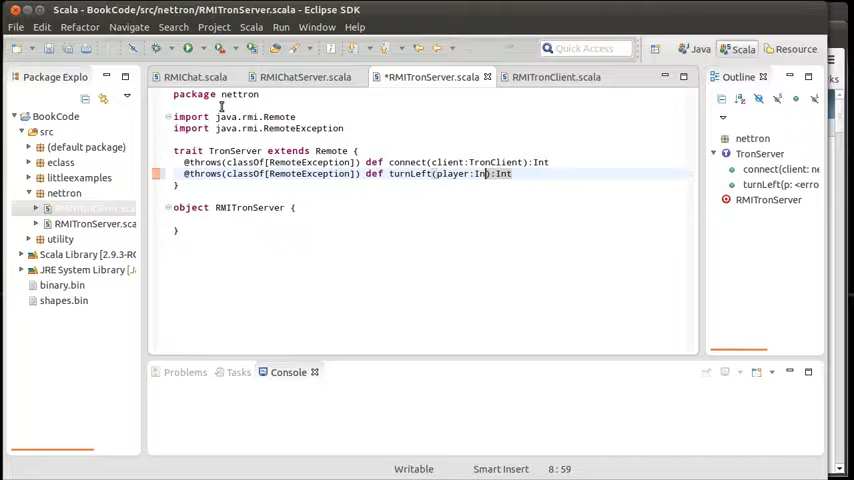 Scala - BookCode/src/nettron/RMITronServer.scala - Eclipse SDK
File Edit Refactor Navigate Search Project Scala Run Window Help
Quick Access
Java
Scala
Resource
Package Explo
RMIChat.scala
RMIChatServer.scala
*RMITronServer.scala
RMITronClient.scala
Outline
BookCode
src
(default package)
eclass
littleexamples
nettron
RMITronServer.sca
utility
Scala Library [2.9.3-RC
JRE System Library [Ja
binary.bin
shapes.bin
package nettron
import java.rmi.Remote
import java.rmi.RemoteException
trait TronServer extends Remote {
@throws(classOf[RemoteException]) def connect(client:TronClient):Int
@throws(classOf[RemoteException]) def turnLeft(player:In):Int
}
object RMITronServer {
}
nettron
TronServer
connect(client: ne
turnLeft(p: <erro
RMITronServer
Problems
Tasks
Console
Writable
Smart Insert
8 : 59